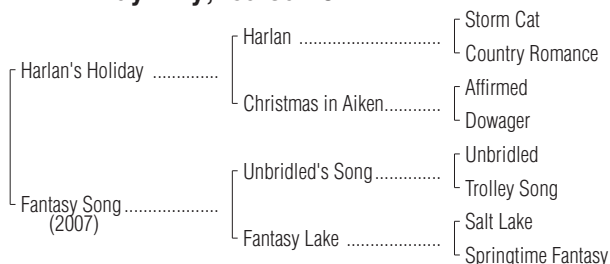 Storm Cat
Harlan
Country Romance
Harlan's Holiday
Affirmed
Christmas in Aiken
Dowager
Unbridled
Unbridled's Song
Trolley Song
Fantasy Song
(2007)
Salt Lake
Fantasy Lake
Springtime Fantasy